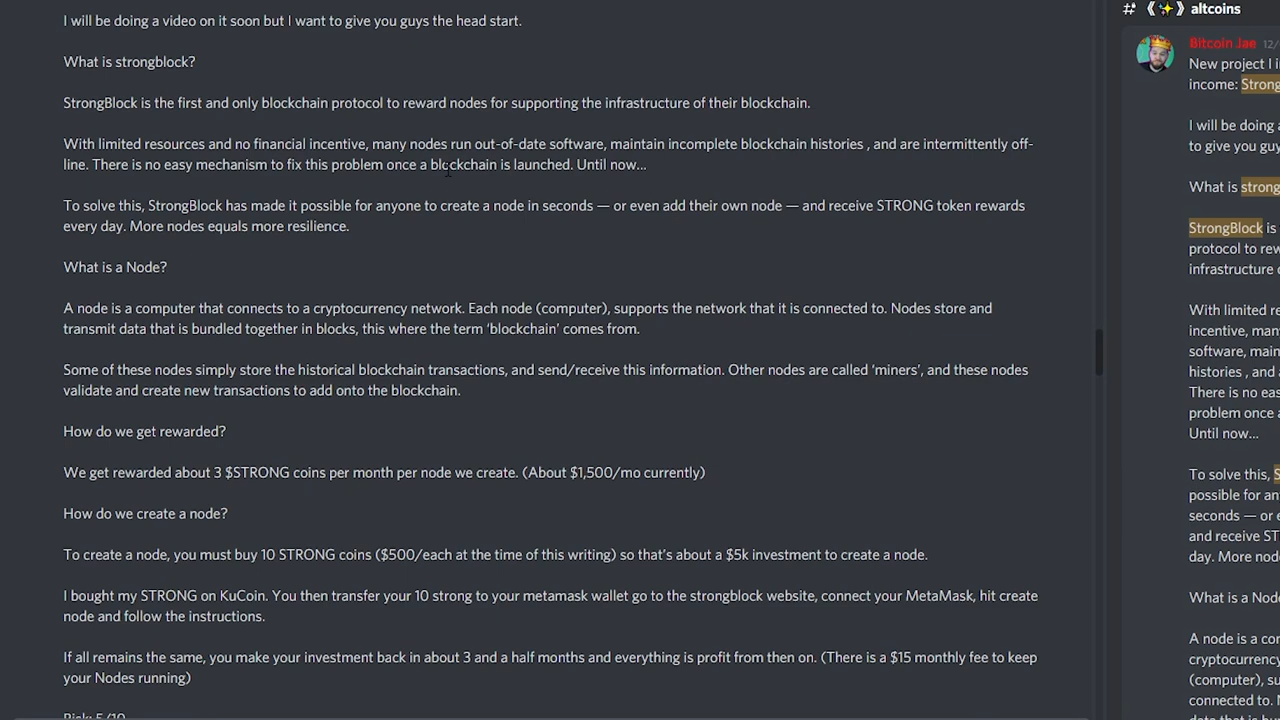 I will be doing a video on it soon but I want to give you guys the head start.
What is strongblock?
StrongBlock is the first and only blockchain protocol to reward nodes for supporting the infrastructure of their blockchain.
With limited resources and no financial incentive, many nodes run out-of-date software, maintain incomplete blockchain histories , and are intermittently off-
line. There is no easy mechanism to fix this problem once a blockchain is launched. Until now...
To solve this, StrongBlock has made it possible for anyone to create a node in seconds — or even add their own node — and receive STRONG token rewards
every day. More nodes equals more resilience.
What is a Node?
A node is a computer that connects to a cryptocurrency network. Each node (computer), supports the network that it is connected to. Nodes store and
transmit data that is bundled together in blocks, this where the term ‘blockchain’ comes from.
Some of these nodes simply store the historical blockchain transactions, and send/receive this information. Other nodes are called ‘miners’, and these nodes
validate and create new transactions to add onto the blockchain.
How do we get rewarded?
We get rewarded about 3 $STRONG coins per month per node we create. (About $1,500/mo currently)
How do we create a node?
To create a node, you must buy 10 STRONG coins ($500/each at the time of this writing) so that’s about a $5k investment to create a node.
I bought my STRONG on KuCoin. You then transfer your 10 strong to your metamask wallet go to the strongblock website, connect your MetaMask, hit create
node and follow the instructions.
If all remains the same, you make your investment back in about 3 and a half months and everything is profit from then on. (There is a $15 monthly fee to keep
your Nodes running)
Risk: 5/10
# 《✨》altcoins
Bitcoin Jae 12/
New project I i
income: Strong
I will be doing a
to give you guy
What is strong
StrongBlock is
protocol to rew
infrastructure o
With limited re
incentive, man
software, main
histories , and a
There is no eas
problem once a
Until now...
To solve this, S
possible for any
seconds — or e
and receive ST
day. More node
What is a Node
A node is a con
cryptocurrency
(computer), su
connected to. N
data that is bu